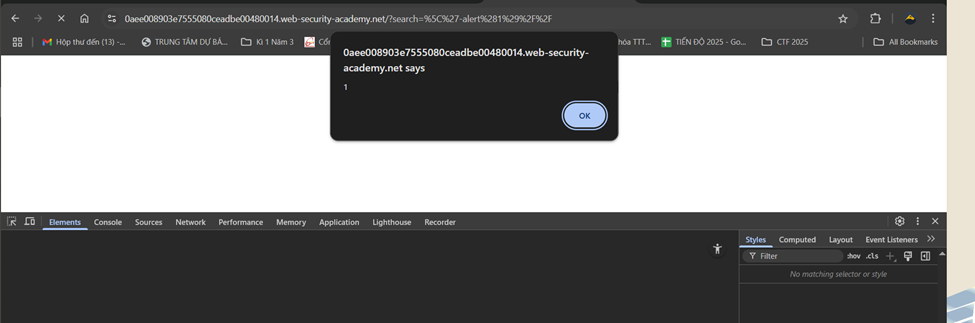 0aee008903e7555080ceadbe00480014.web-security-academy.net/?search=%5C%27-alert%281%29%2F%2F
Hộp thư đến (13) -...
TRUNG TÂM DỰ BÁ...
Kì 1 Năm 3
hóa TTT...
TIẾN ĐỘ 2025 - Go...
CTF 2025
All Bookmarks
0aee008903e7555080ceadbe00480014.web-security-
academy.net says
1
OK
Elements Console Sources Network Performance Memory Application Lighthouse Recorder
Styles Computed Layout Event Listeners
Filter :hov .cls
No matching selector or style